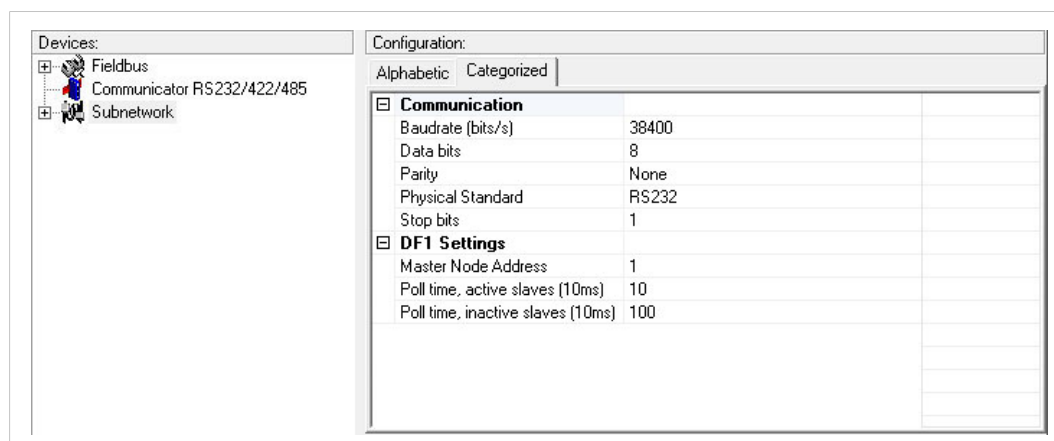 Devices:
Fieldbus
Communicator RS232/422/485
Subnetwork
Configuration:
Alphabetic Categorized
Communication
Baudrate (bits/s) 38400
Data bits 8
Parity None
Physical Standard RS232
Stop bits 1
DF1 Settings
Master Node Address 1
Poll time, active slaves (10ms) 10
Poll time, inactive slaves (10ms) 100